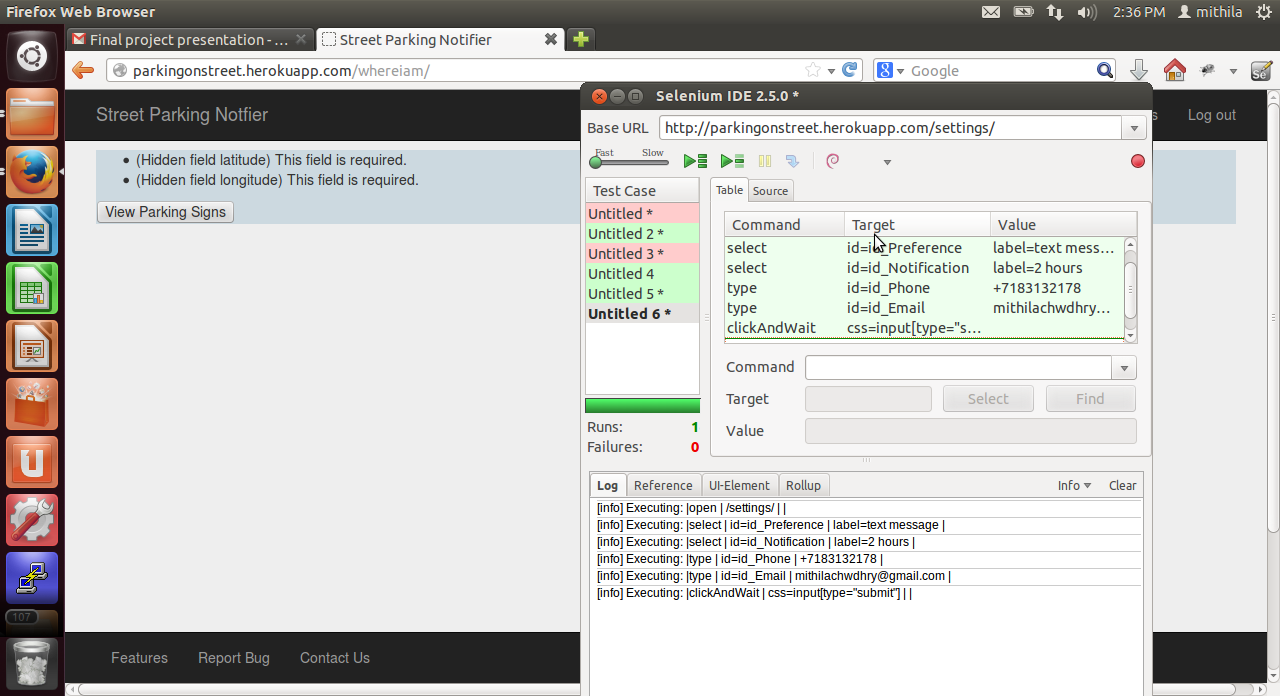 Firefox Web Browser
2:36 PM mithila
Final project presentation - ...
Street Parking Notifier
parkingonstreet.herokuapp.com/whereiam/
8 Google
Se
Street Parking Notfier
s Log out
(Hidden field latitude) This field is required.
(Hidden field longitude) This field is required.
View Parking Signs
Selenium IDE 2.5.0 *
Base URL http://parkingonstreet.herokuapp.com/settings/
Fast Slow
Test Case
Untitled *
Untitled 2 *
Untitled 3 *
Untitled 4
Untitled 5 *
Untitled 6 *
Runs: 1
Failures: 0
Table Source
Command Target Value
select id=id_Preference label=text mess...
select id=id_Notification label=2 hours
type id=id_Phone +7183132178
type id=id_Email mithilachwdhry...
clickAndWait css=input[type="s...
Command
Target Select Find
Value
Log Reference UI-Element Rollup Info Clear
[info] Executing: |open | /settings/ | |
[info] Executing: |select | id=id_Preference | label=text message |
[info] Executing: |select | id=id_Notification | label=2 hours |
[info] Executing: |type | id=id_Phone | +7183132178 |
[info] Executing: |type | id=id_Email | mithilachwdhry@gmail.com |
[info] Executing: |clickAndWait | css=input[type="submit"] | |
107
Features Report Bug Contact Us